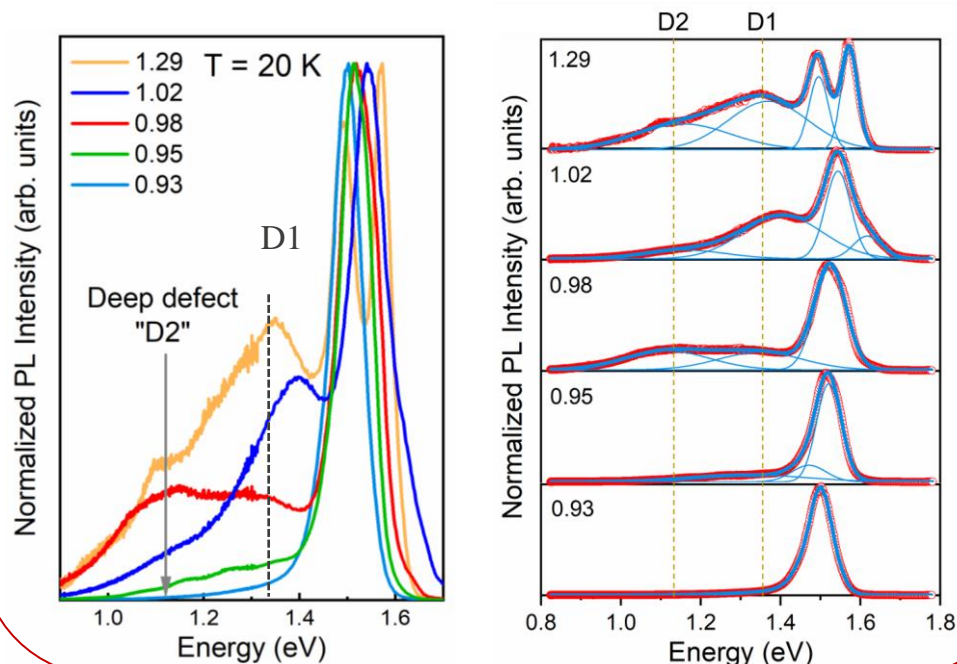 1.29
1.02
0.98
0.95
0.93
T = 20 K
D1
Deep defect
"D2"
Normalized PL Intensity (arb. units)
1.0 1.2 1.4 1.6
Energy (eV)
D2 D1
1.29
1.02
0.98
0.95
0.93
Normalized PL Intensity (arb. units)
0.8 1.0 1.2 1.4 1.6 1.8
Energy (eV)